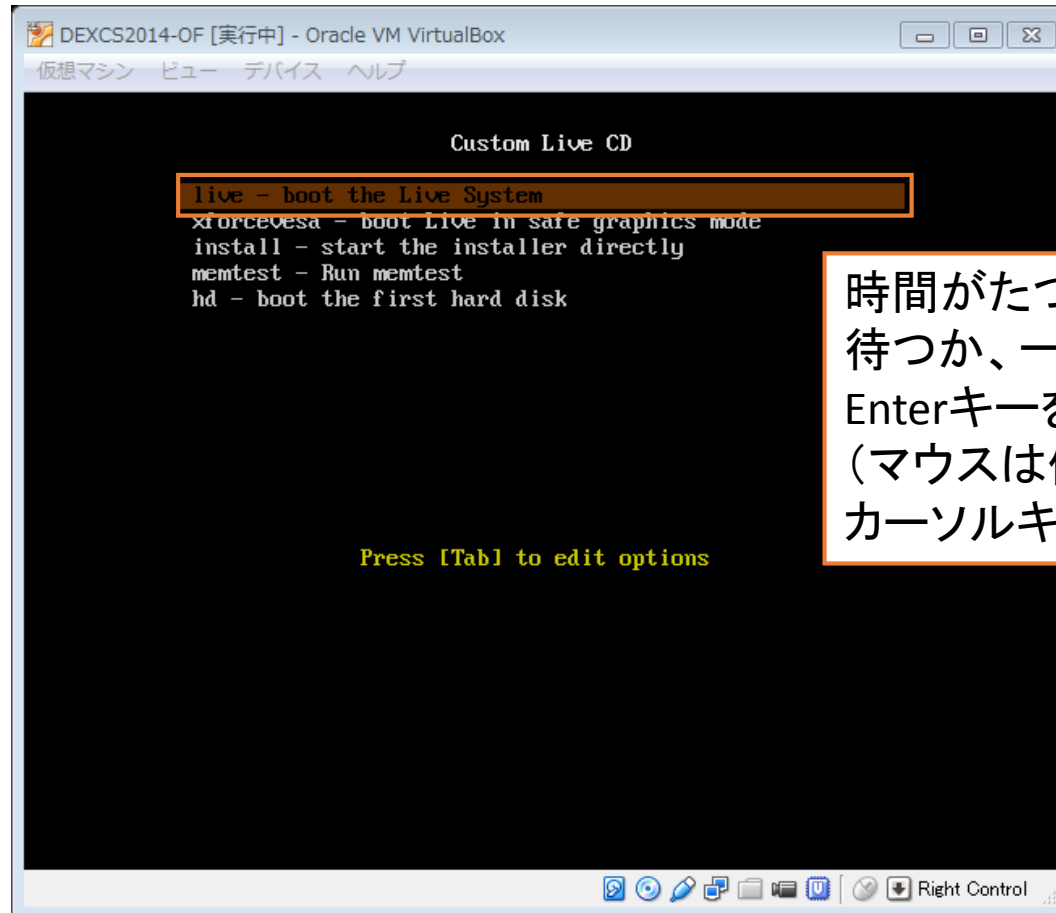 DEXCS2014-OF [実行中] - Oracle VM VirtualBox
仮想マシン ビュー デバイス ヘルプ
Custom Live CD
live - boot the Live System
xforcevesa - boot Live in safe graphics mode
install - start the installer directly
memtest - Run memtest
hd - boot the first hard disk
時間がたつ
待つか、一
Enterキーを
（マウスは使
カーソルキ
Press [Tab] to edit options
Right Control